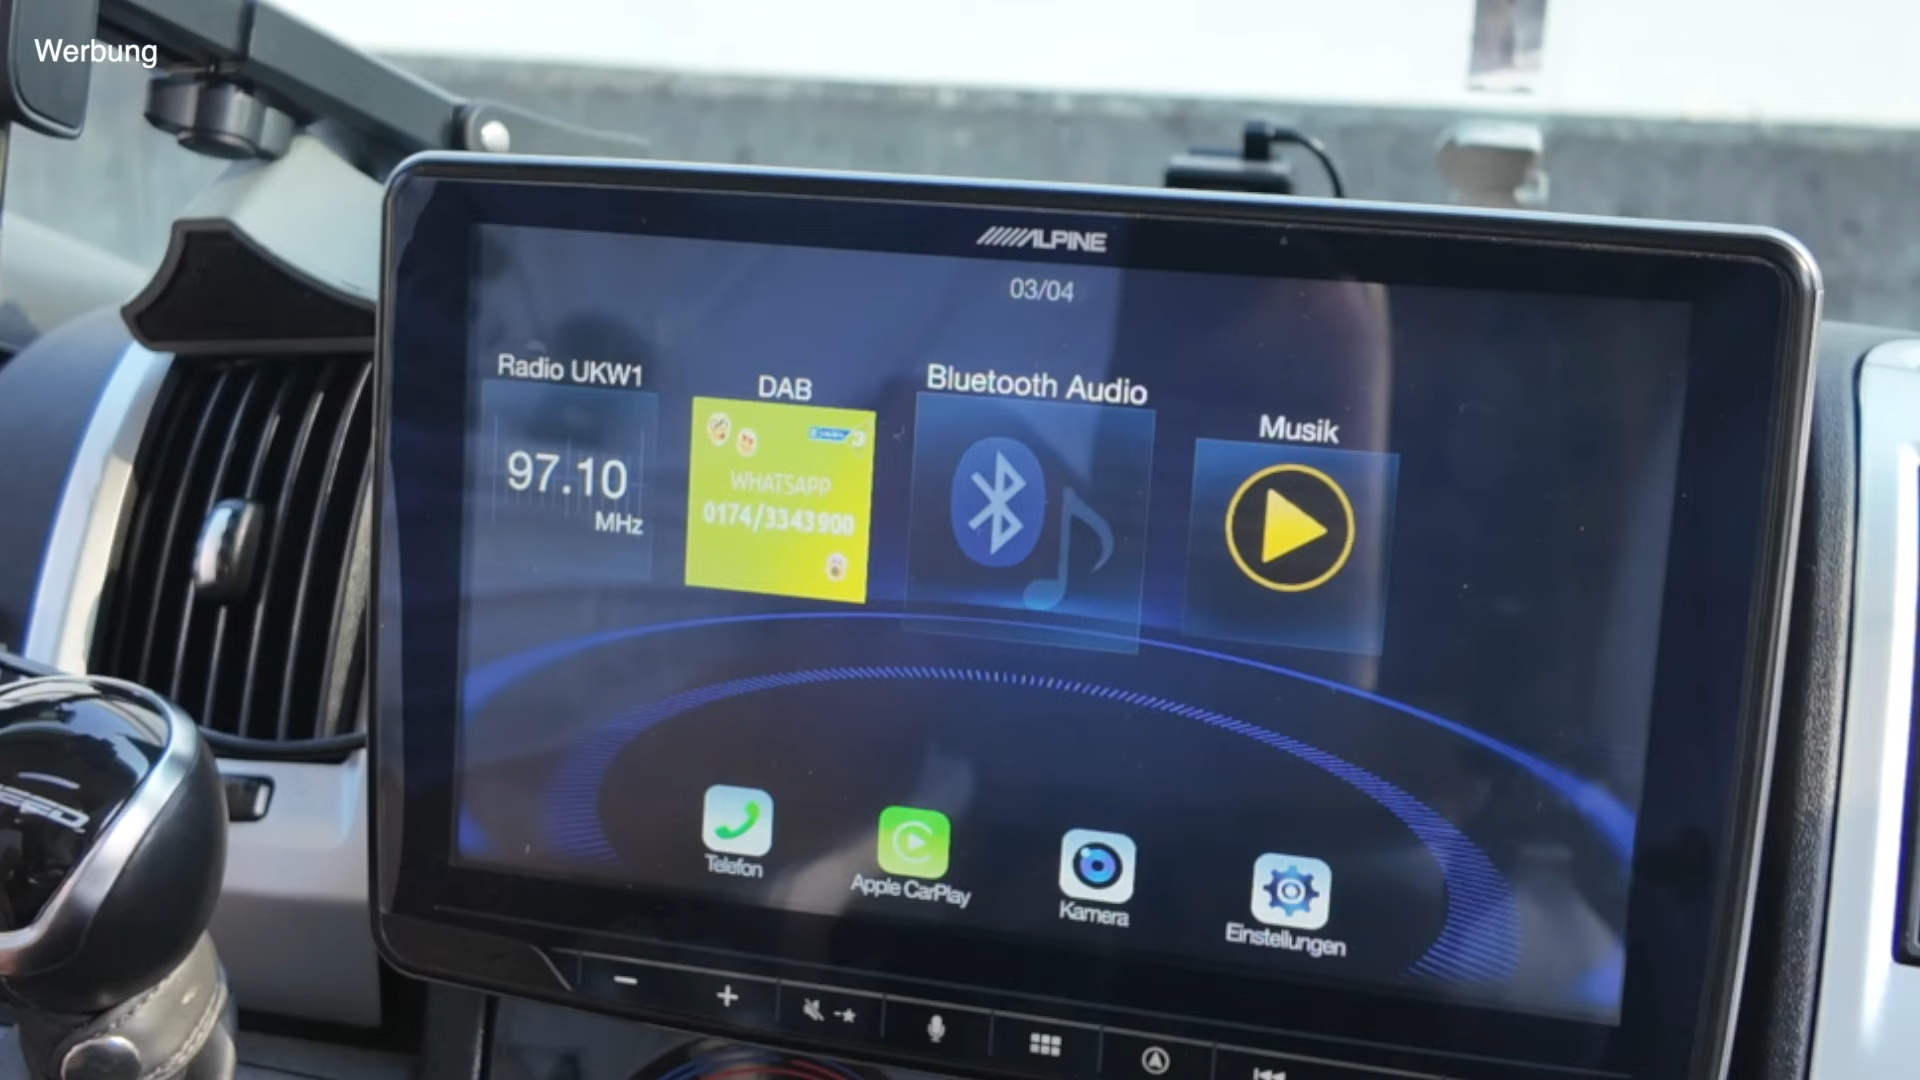 Werbung
ALPINE
03/04
Radio UKW1
DAB
Bluetooth Audio
Musik
97.10
MHz
WHATSAPP
0174/3343900
Telefon
Apple CarPlay
Kamera
Einstellungen